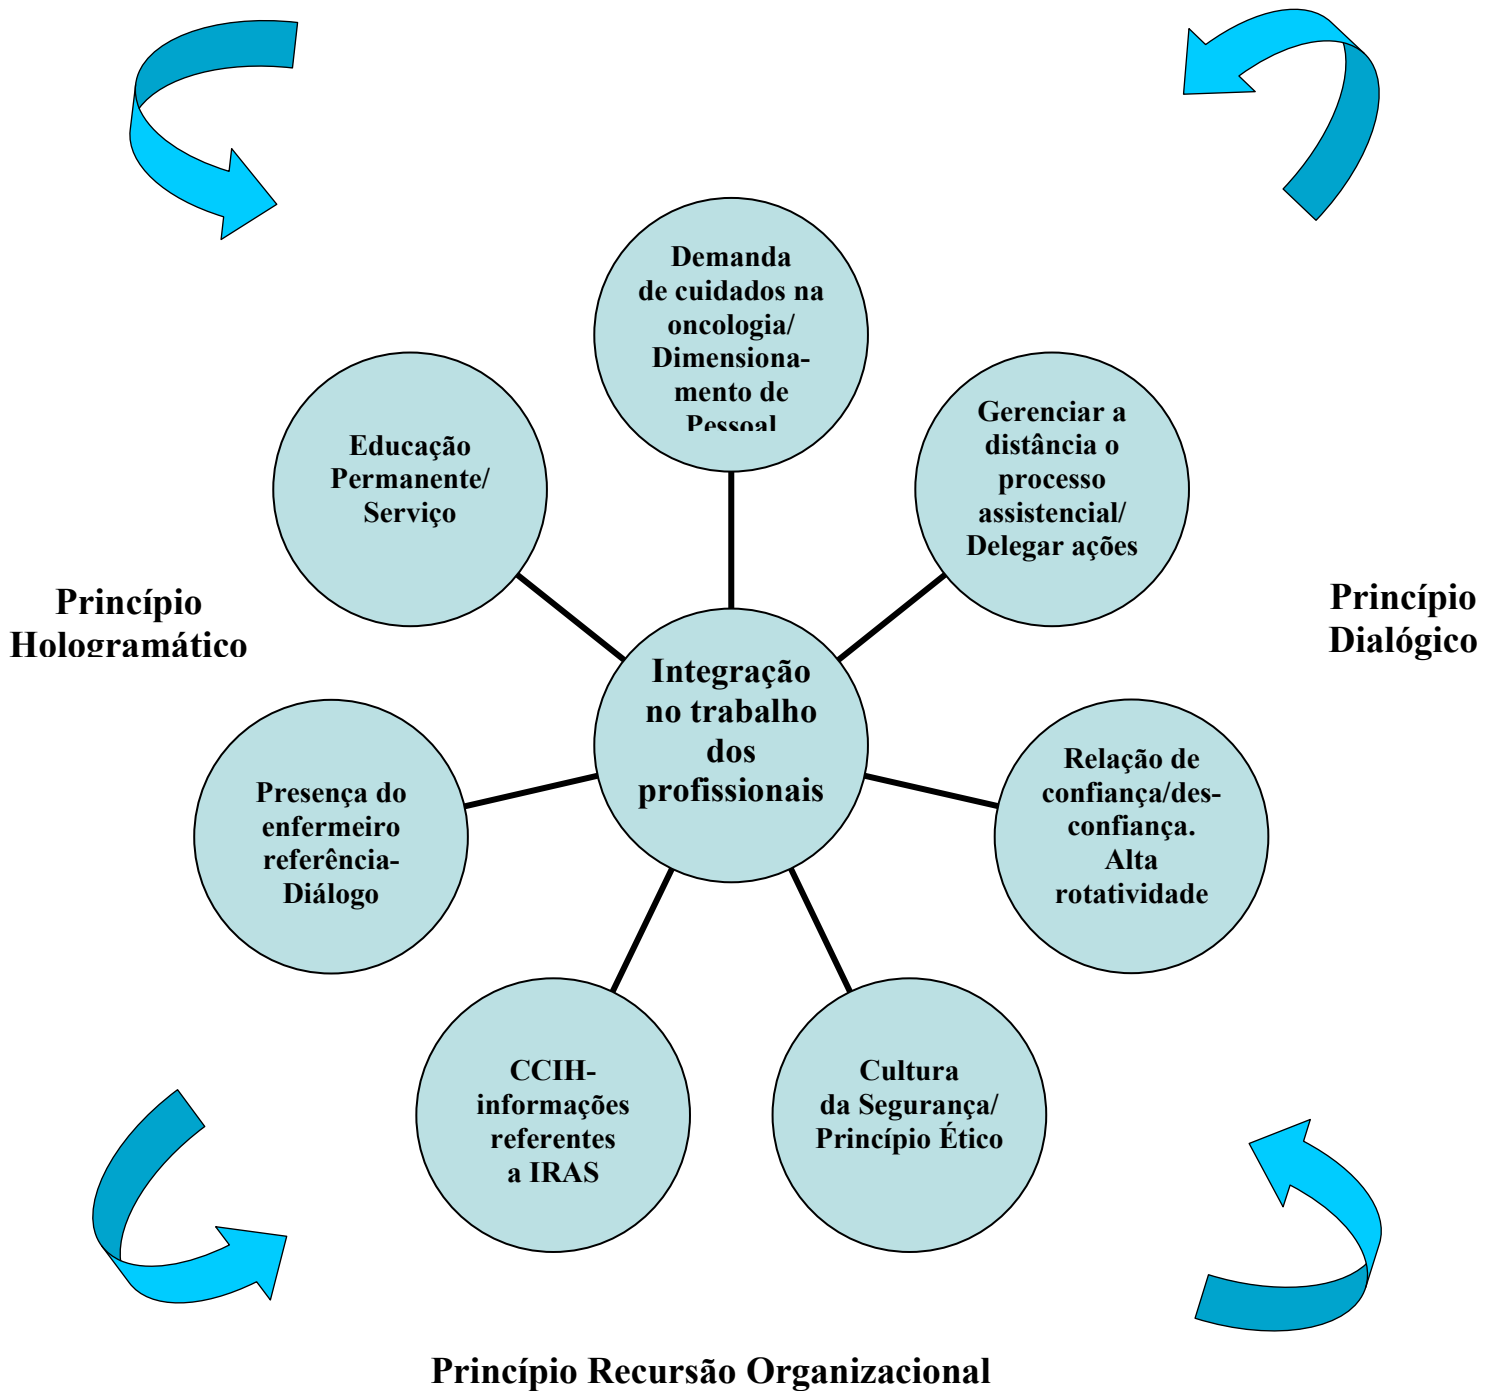 Demanda
de cuidados na
oncologia/
Dimensiona-
mento de
Pessoal
Gerenciar a
distância o
processo
assistencial/
Delegar ações
Educação
Permanente/
Serviço
Princípio
Hologramático
Princípio
Dialógico
Integração
no trabalho
dos
profissionais
Relação de
confiança/des-
confiança.
Alta
rotatividade
Presença do
enfermeiro
referência-
Diálogo
CCIH-
informações
referentes
a IRAS
Cultura
da Segurança/
Princípio Ético
Princípio Recursão Organizacional